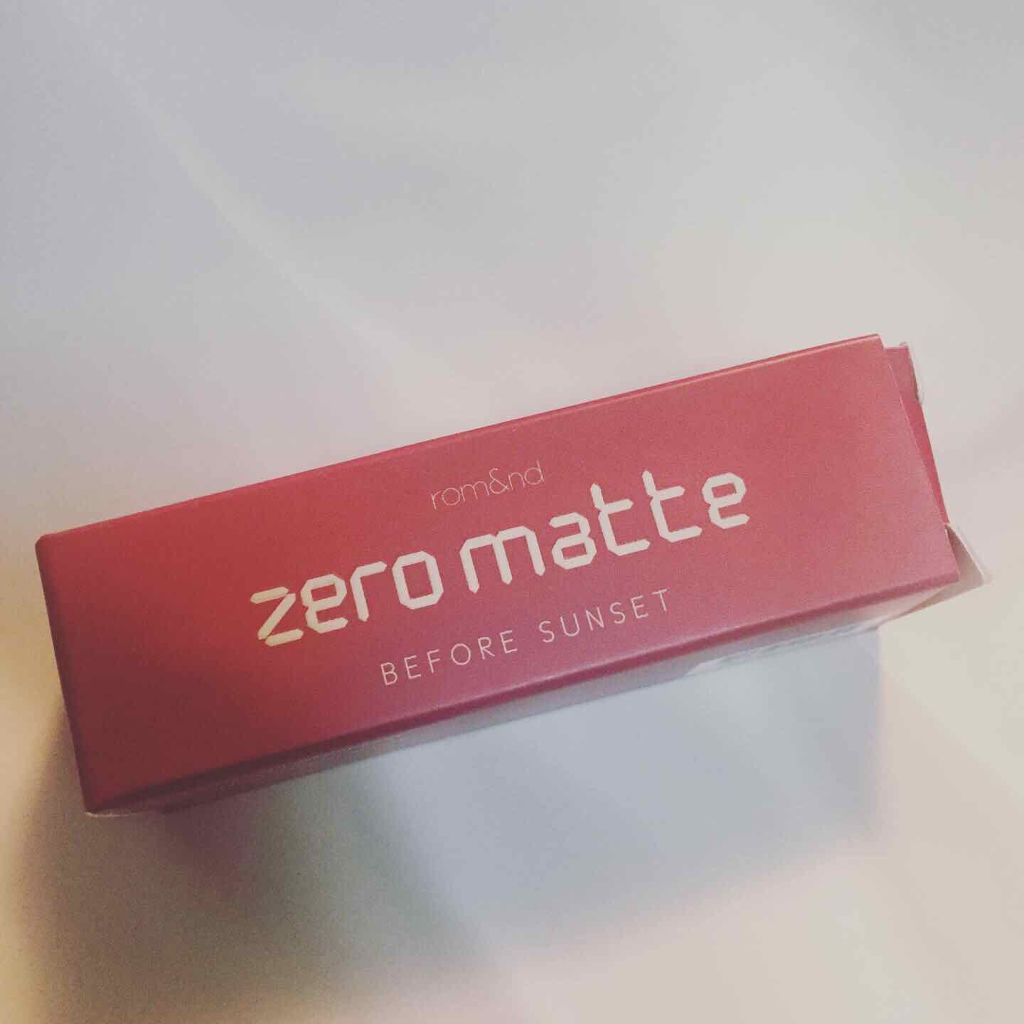 rom&nd
zero matte
BEFORE SUNSET